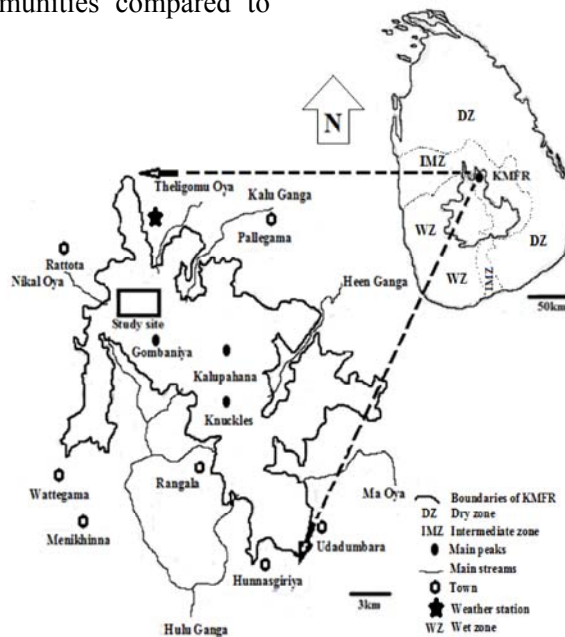 munities compared to
DZ
N
IMZ
KMFR
Theligomu Oya
Kalu Ganga
Pallegama
WZ
DZ
Rattota
Nikal Oya
Heen Ganga
WZ
IMZ
50km
Study site
Gombaniya
Kalupahana
Knuckles
Rangala
Wattegama
Ma Oya
Menikhinna
Udadumbara
Hunnasgiriya
3km
Hulu Ganga
Boundaries of KMFR
DZ Dry zone
IMZ Intermediate zone
Main peaks
Main streams
Town
Weather station
WZ Wet zone